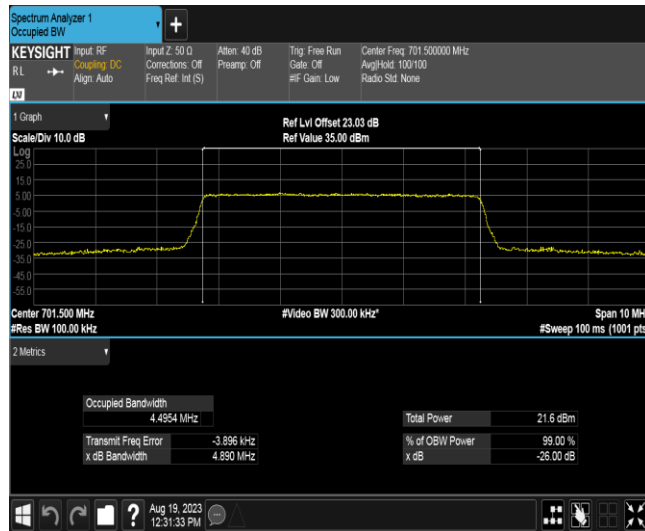 Spectrum Analyzer 1
Occupied BW
+
KEYSIGHT
RL
LXI
Input: RF
Coupling: DC
Align: Auto
Input Z: 50 Ω
Corrections: Off
Freq Ref: Int (S)
Atten: 40 dB
Preamp: Off
Trig: Free Run
Gate: Off
#IF Gain: Low
Center Freq: 701.500000 MHz
Avg|Hold: 100/100
Radio Std: None
1 Graph
Scale/Div 10.0 dB
Ref Lvl Offset 23.03 dB
Ref Value 35.00 dBm
Log
25.0
15.0
5.00
-5.00
-15.0
-25.0
-35.0
-45.0
-55.0
Center 701.500 MHz
#Res BW 100.00 kHz
#Video BW 300.00 kHz*
Span 10 MH
#Sweep 100 ms (1001 pts
2 Metrics
Occupied Bandwidth
4.4954 MHz
Transmit Freq Error -3.896 kHz
x dB Bandwidth 4.890 MHz
Total Power 21.6 dBm
% of OBW Power 99.00 %
x dB -26.00 dB
?
Aug 19, 2023
12:31:33 PM